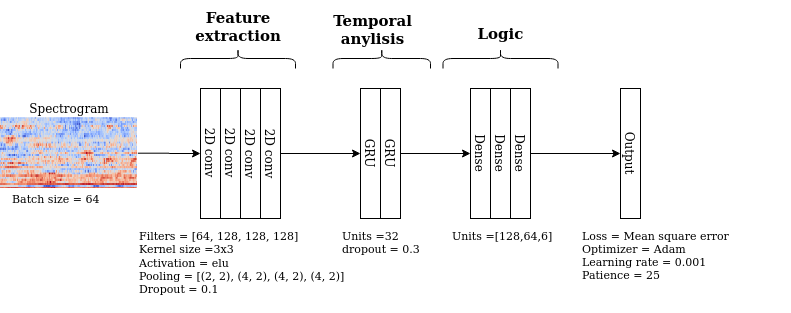 Feature
extraction
Temporal
anylisis
Logic
Spectrogram
Batch size = 64
2D conv
2D conv
2D conv
2D conv
GRU
GRU
Dense
Dense
Dense
Output
Filters = [64, 128, 128, 128]
Kernel size =3x3
Activation = elu
Pooling = [(2, 2), (4, 2), (4, 2), (4, 2)]
Dropout = 0.1
Units =32
dropout = 0.3
Units =[128,64,6]
Loss = Mean square error
Optimizer = Adam
Learning rate = 0.001
Patience = 25